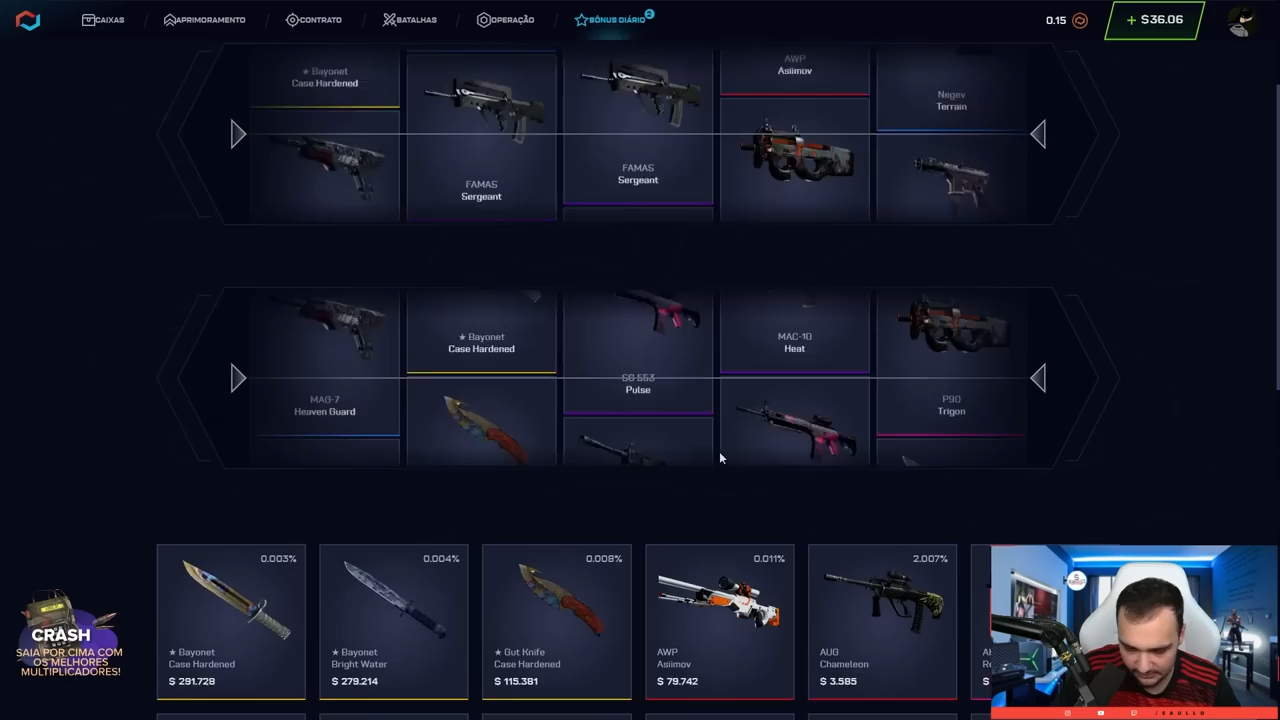 CAIXAS
APRIMORAMENTO
CONTRATO
BATALHAS
OPERAÇÃO
BÔNUS DIÁRIO
2
0.15
+ $36.06
★ Bayonet
Case Hardened
FAMAS
Sergeant
FAMAS
Sergeant
AWP
Asiimov
Negev
Terrain
MAG-7
Heaven Guard
★ Bayonet
Case Hardened
SG 553
Pulse
MAC-10
Heat
P90
Trigon
0.003%
★ Bayonet
Case Hardened
$ 291.728
0.004%
★ Bayonet
Bright Water
$ 279.214
0.008%
★ Gut Knife
Case Hardened
$ 115.381
0.011%
AWP
Asiimov
$ 79.742
2.007%
AUG
Chameleon
$ 3.585
CRASH
SAIA POR CIMA COM
OS MELHORES
MULTIPLICADORES!